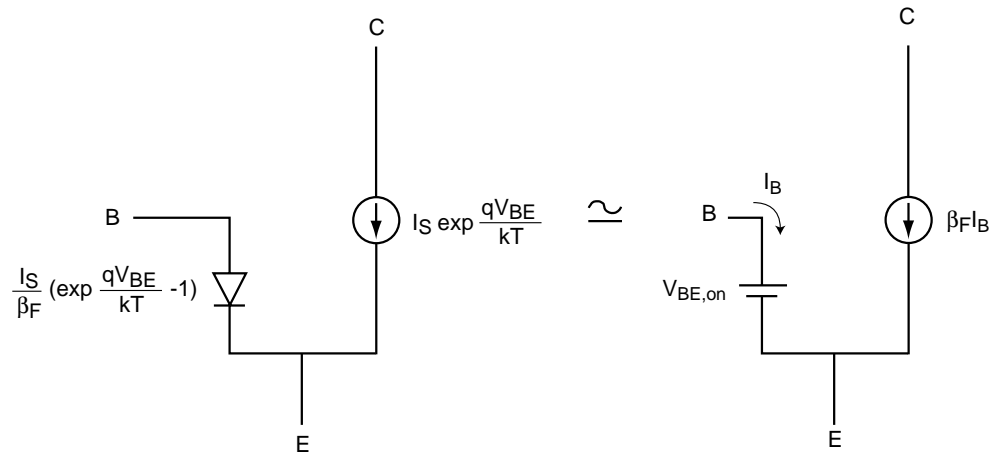 C
C
B
I_S exp qV_BE
kT
≃
I_B
B
β_F I_B
I_S
β_F
(exp qV_BE
kT
-1)
V_BE,on
E
E